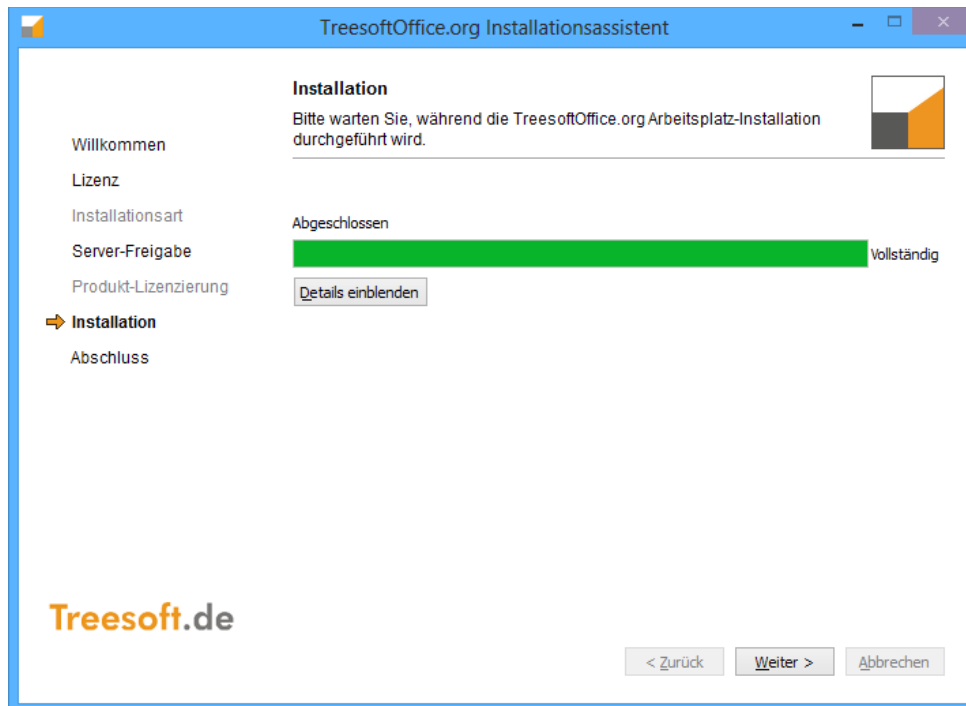 TreesoftOffice.org Installationsassistent
Installation
Bitte warten Sie, während die TreesoftOffice.org Arbeitsplatz-Installation
durchgeführt wird.
Willkommen
Lizenz
Installationsart
Server-Freigabe
Produkt-Lizenzierung
Installation
Abschluss
Abgeschlossen
Vollständig
Details einblenden
Treesoft.de
< Zurück
Weiter >
Abbrechen